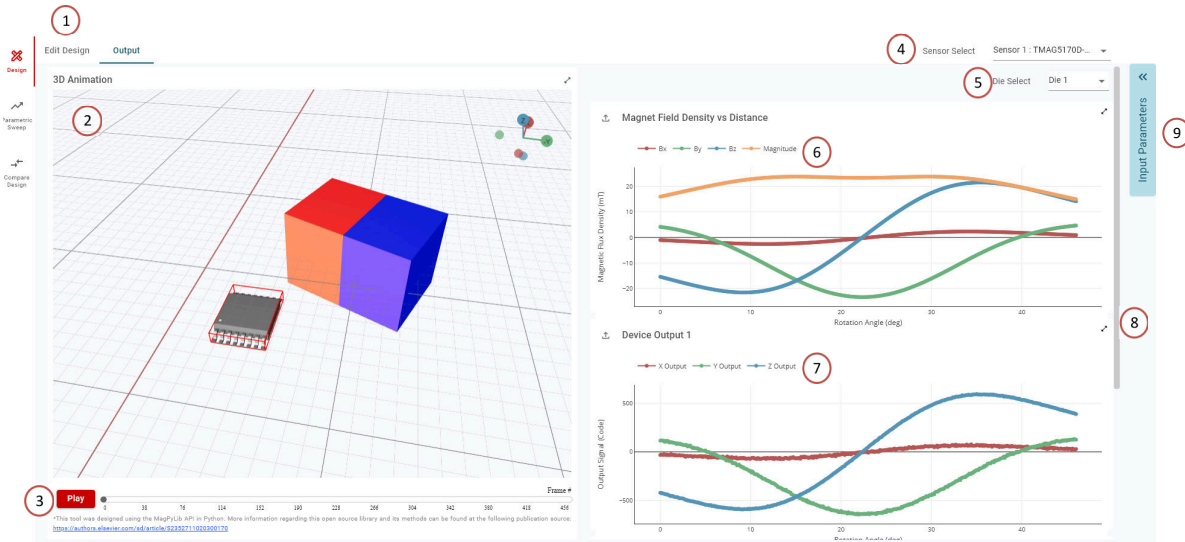 1
Edit Design Output
4 Sensor Select Sensor 1 : TMAG5170D-...
Design
3D Animation
5 Die Select Die 1
Parametric
Sweep
Compare
Design
2
Z
Y
Magnet Field Density vs Distance
Bx By Bz Magnitude 6
Magnetic Flux Density (mT)
20
10
0
−10
−20
0 10 20 30 40
Rotation Angle (deg)
Input Parameters
9
8
Device Output 1
X Output Y Output Z Output 7
Output Signal (Code)
500
0
−500
0 10 20 30 40
Rotation Angle (deg)
3 Play
Frame #
0 38 76 114 152 190 228 266 304 342 380 418 456
*This tool was designed using the MagPyLib API in Python. More information regarding this open source library and its methods can be found at the following publication source:
https://authors.elsevier.com/sd/article/S2352711020300170